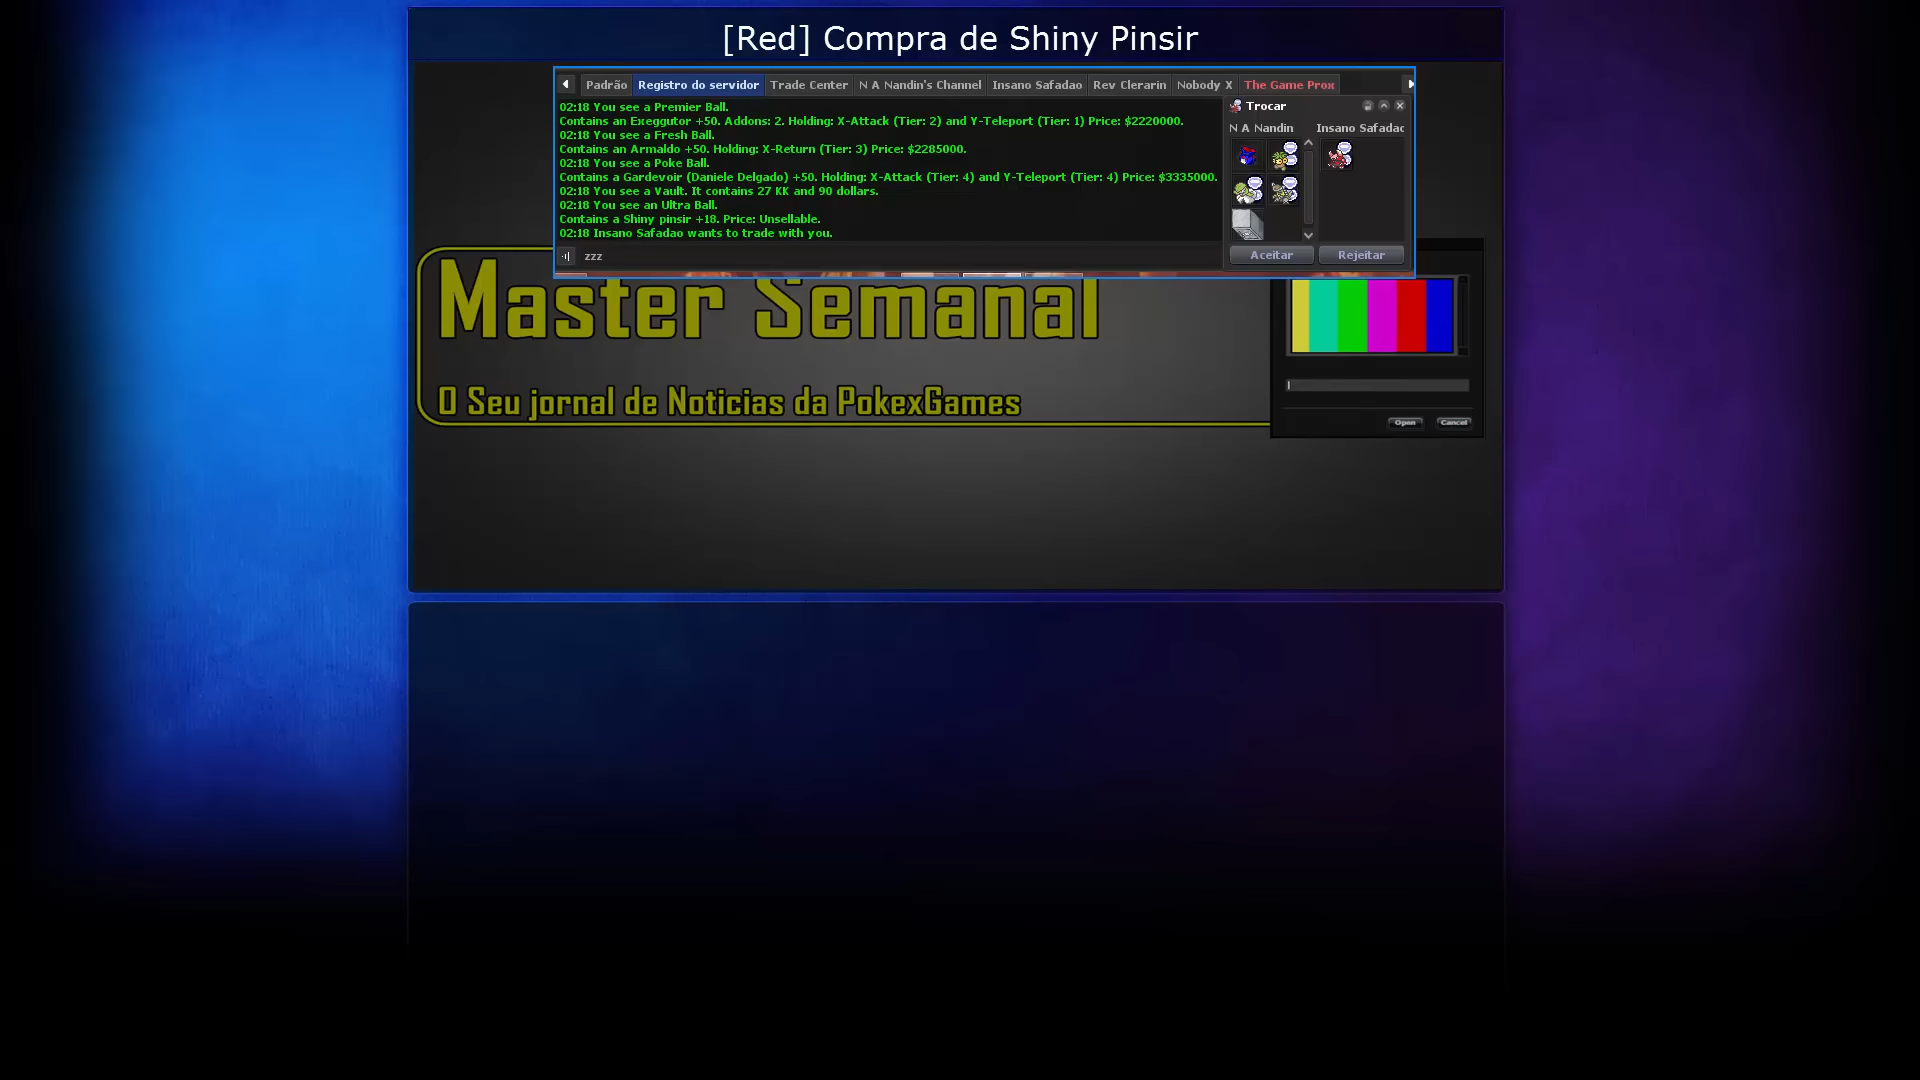 [Red] Compra de Shiny Pinsir
Padrão Registro do servidor Trade Center N A Nandin's Channel Insano Safadao Rev Clerarin Nobody X The Game Prox
02:18 You see a Premier Ball.
Contains an Exeggutor +50. Addons: 2. Holding: X-Attack (Tier: 2) and Y-Teleport (Tier: 1) Price: $2220000.
02:18 You see a Fresh Ball.
Contains an Armaldo +50. Holding: X-Return (Tier: 3) Price: $2285000.
02:18 You see a Poke Ball.
Contains a Gardevoir (Daniele Delgado) +50. Holding: X-Attack (Tier: 4) and Y-Teleport (Tier: 4) Price: $3335000.
02:18 You see a Vault. It contains 27 KK and 90 dollars.
02:18 You see an Ultra Ball.
Contains a Shiny pinsir +18. Price: Unsellable.
02:18 Insano Safadao wants to trade with you.
zzz
Trocar
N A Nandin Insano Safadao
Aceitar Rejeitar
Master Semanal
O Seu jornal de Noticias da PokexGames
Open Cancel